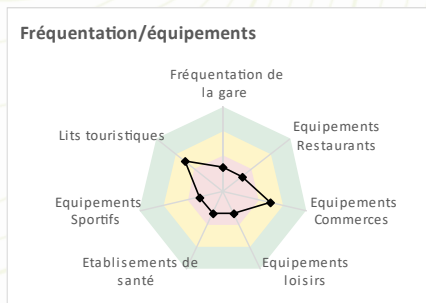 Fréquentation/équipements
Fréquentation de
la gare
Equipements
Restaurants
Equipements
Commerces
Equipements
loisirs
Etablisements de
santé
Equipements
Sportifs
Lits touristiques